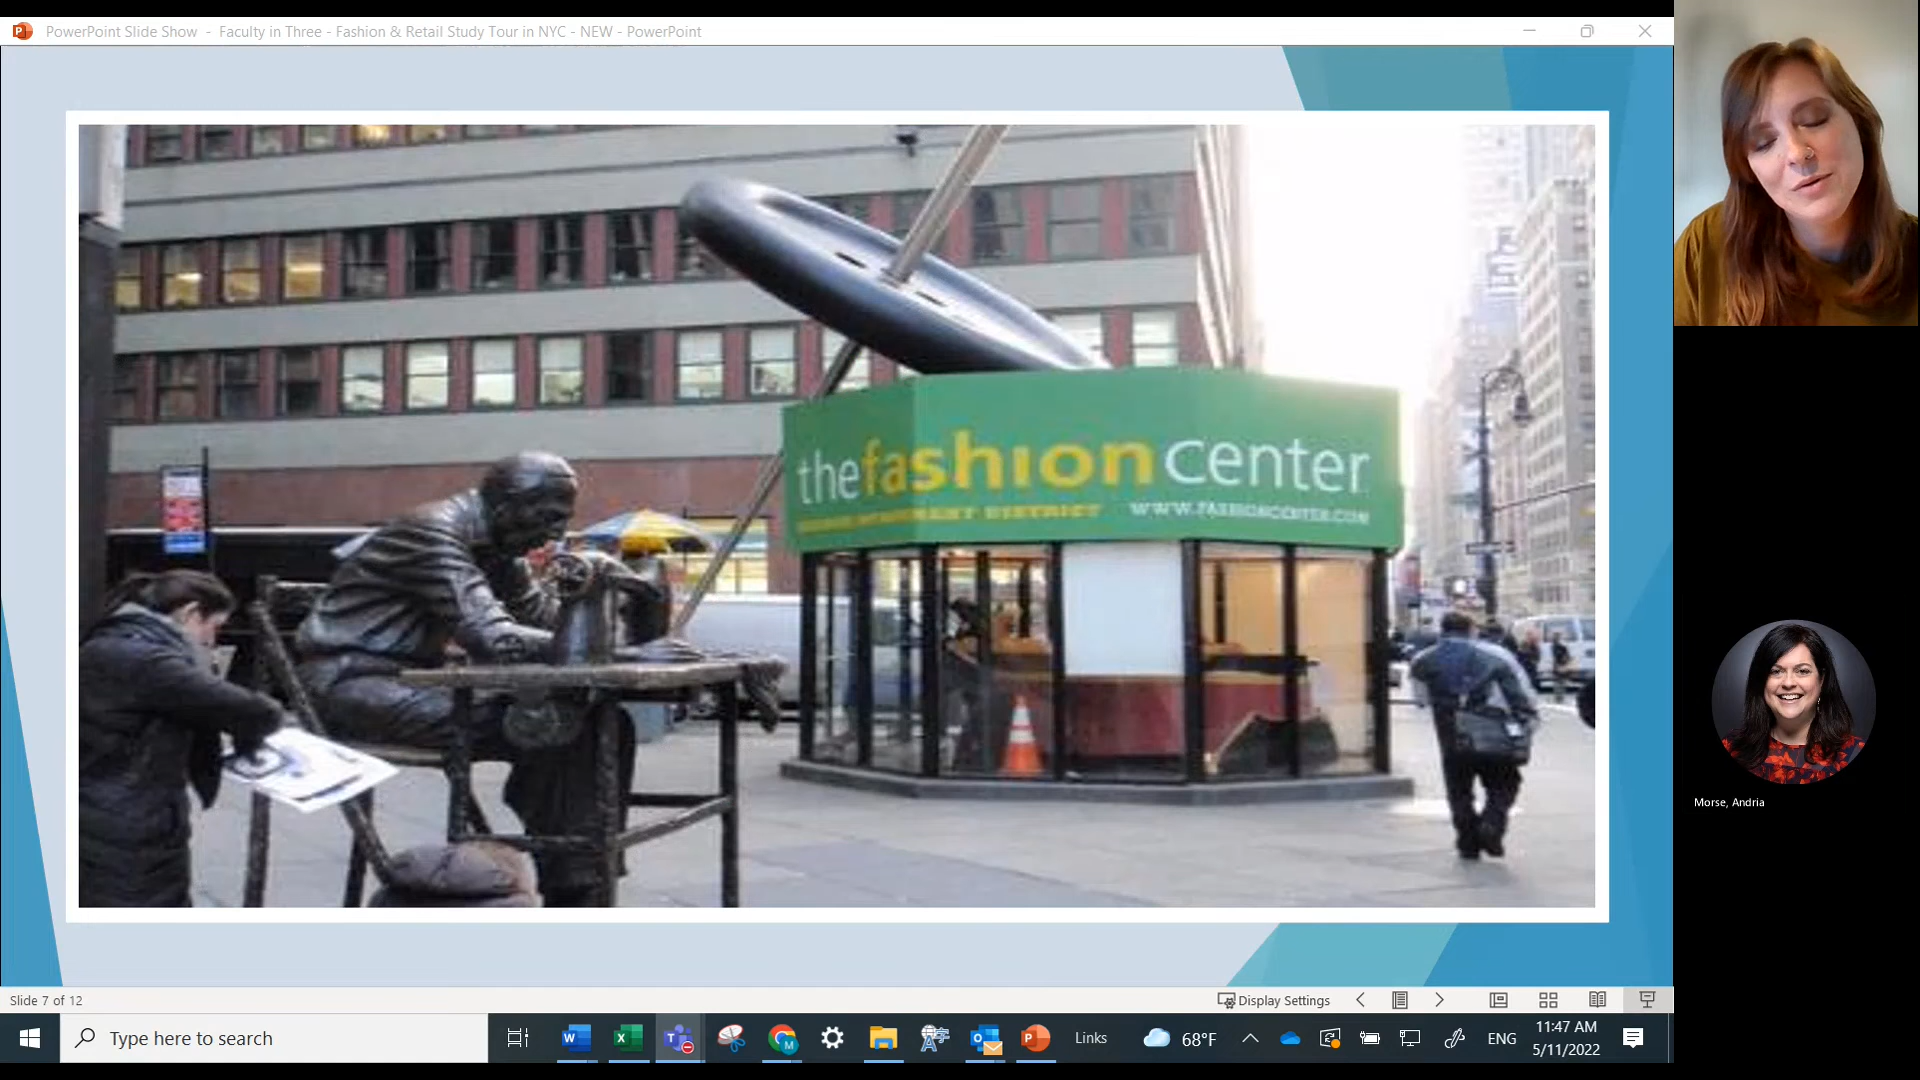 PowerPoint Slide Show - Faculty in Three - Fashion & Retail Study Tour in NYC - NEW - PowerPoint
thefashioncenter
GARMENT DISTRICT WWW.FASHIONCENTER.COM
Morse, Andria
Slide 7 of 12
Display Settings
Type here to search
Links
68°F
ENG
11:47 AM
5/11/2022